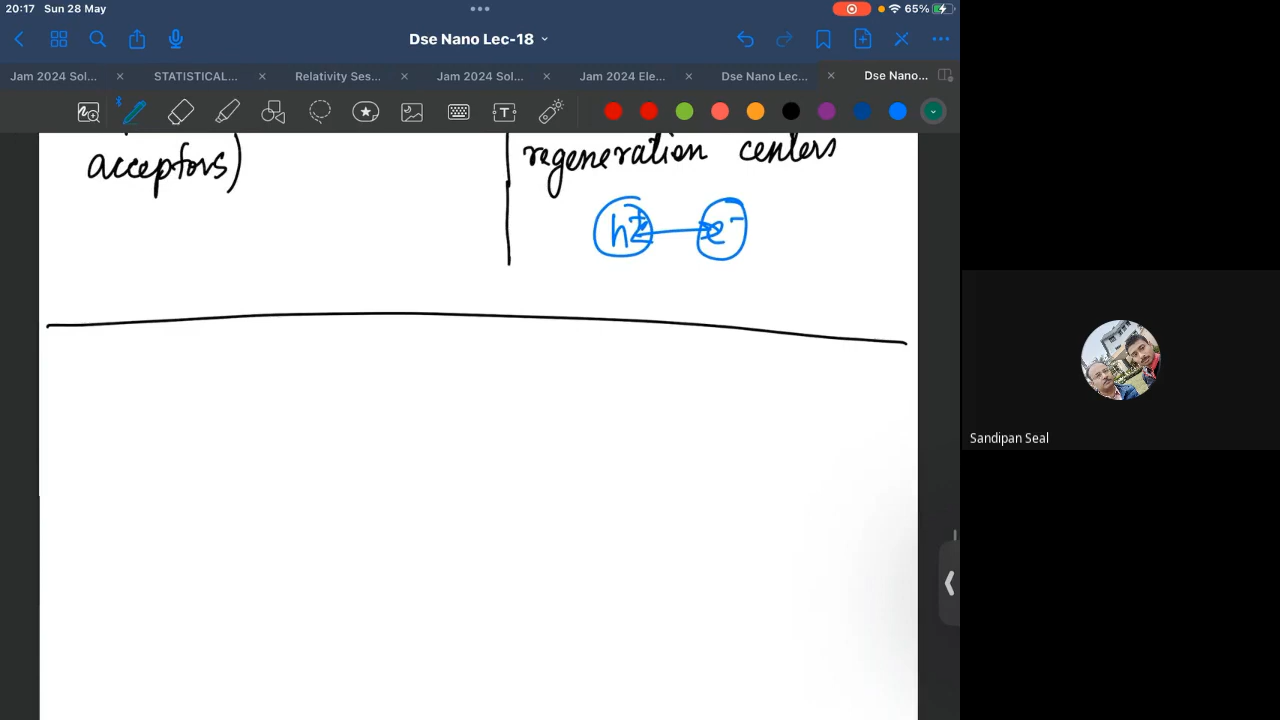 20:17 Sun 28 May
65%
Dse Nano Lec-18
Jam 2024 Sol...
STATISTICAL...
Relativity Ses...
Jam 2024 Sol...
Jam 2024 Ele...
Dse Nano Lec...
Dse Nano...
T
acceptors)
regeneration centers
h+ e-
Sandipan Seal